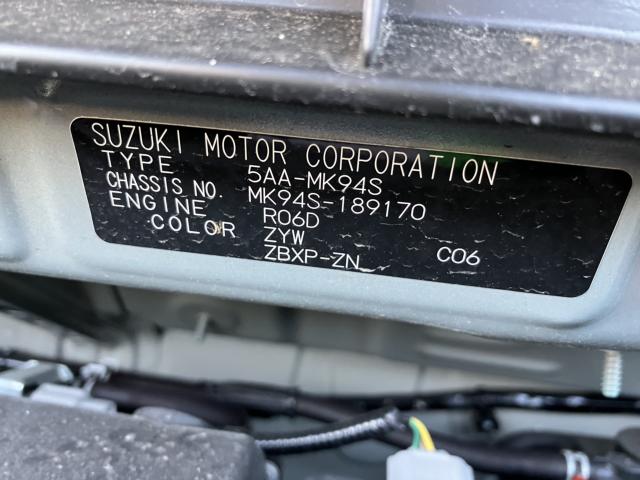 SUZUKI MOTOR CORPORATION
TYPE 5AA-MK94S
CHASSIS NO. MK94S-189170
ENGINE R06D
COLOR ZYW
ZBXP-ZN C06